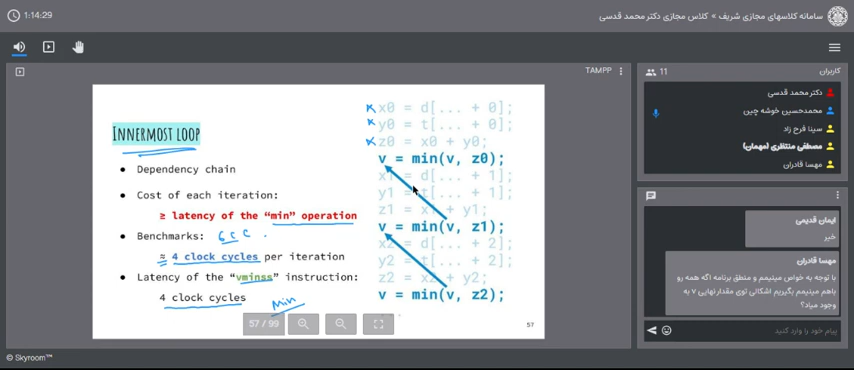 1:14:29
سامانه کلاسهای مجازی شریف » کلاس مجازی دکتر محمد قدسی
TAMPP
INNERMOST LOOP
Dependency chain
Cost of each iteration:
≥ latency of the "min" operation
Benchmarks: GCC
≈ 4 clock cycles per iteration
Latency of the "vminss" instruction:
4 clock cycles
Min
x0 = d[... + 0];
y0 = t[... + 0];
z0 = x0 + y0;
v = min(v, z0);
x1 = d[... + 1];
y1 = t[... + 1];
z1 = x1 + y1;
v = min(v, z1);
x2 = d[... + 2];
y2 = t[... + 2];
z2 = x2 + y2;
v = min(v, z2);
57 / 99
57
کاربران
11
دکتر محمد قدسی
محمدحسین خوشه چین
سینا فرح زاد
مصطفی منتظری (مهمان)
مهسا قادران
ایمان قدیمی
خیر
مهسا قادران
با توجه به خواص مینیمم و منطق برنامه اگه همه رو
باهم مینیمم بگیریم اشکالی توی مقدار نهایی v به
وجود میاد؟
پیام خود را وارد کنید
© Skyroom™